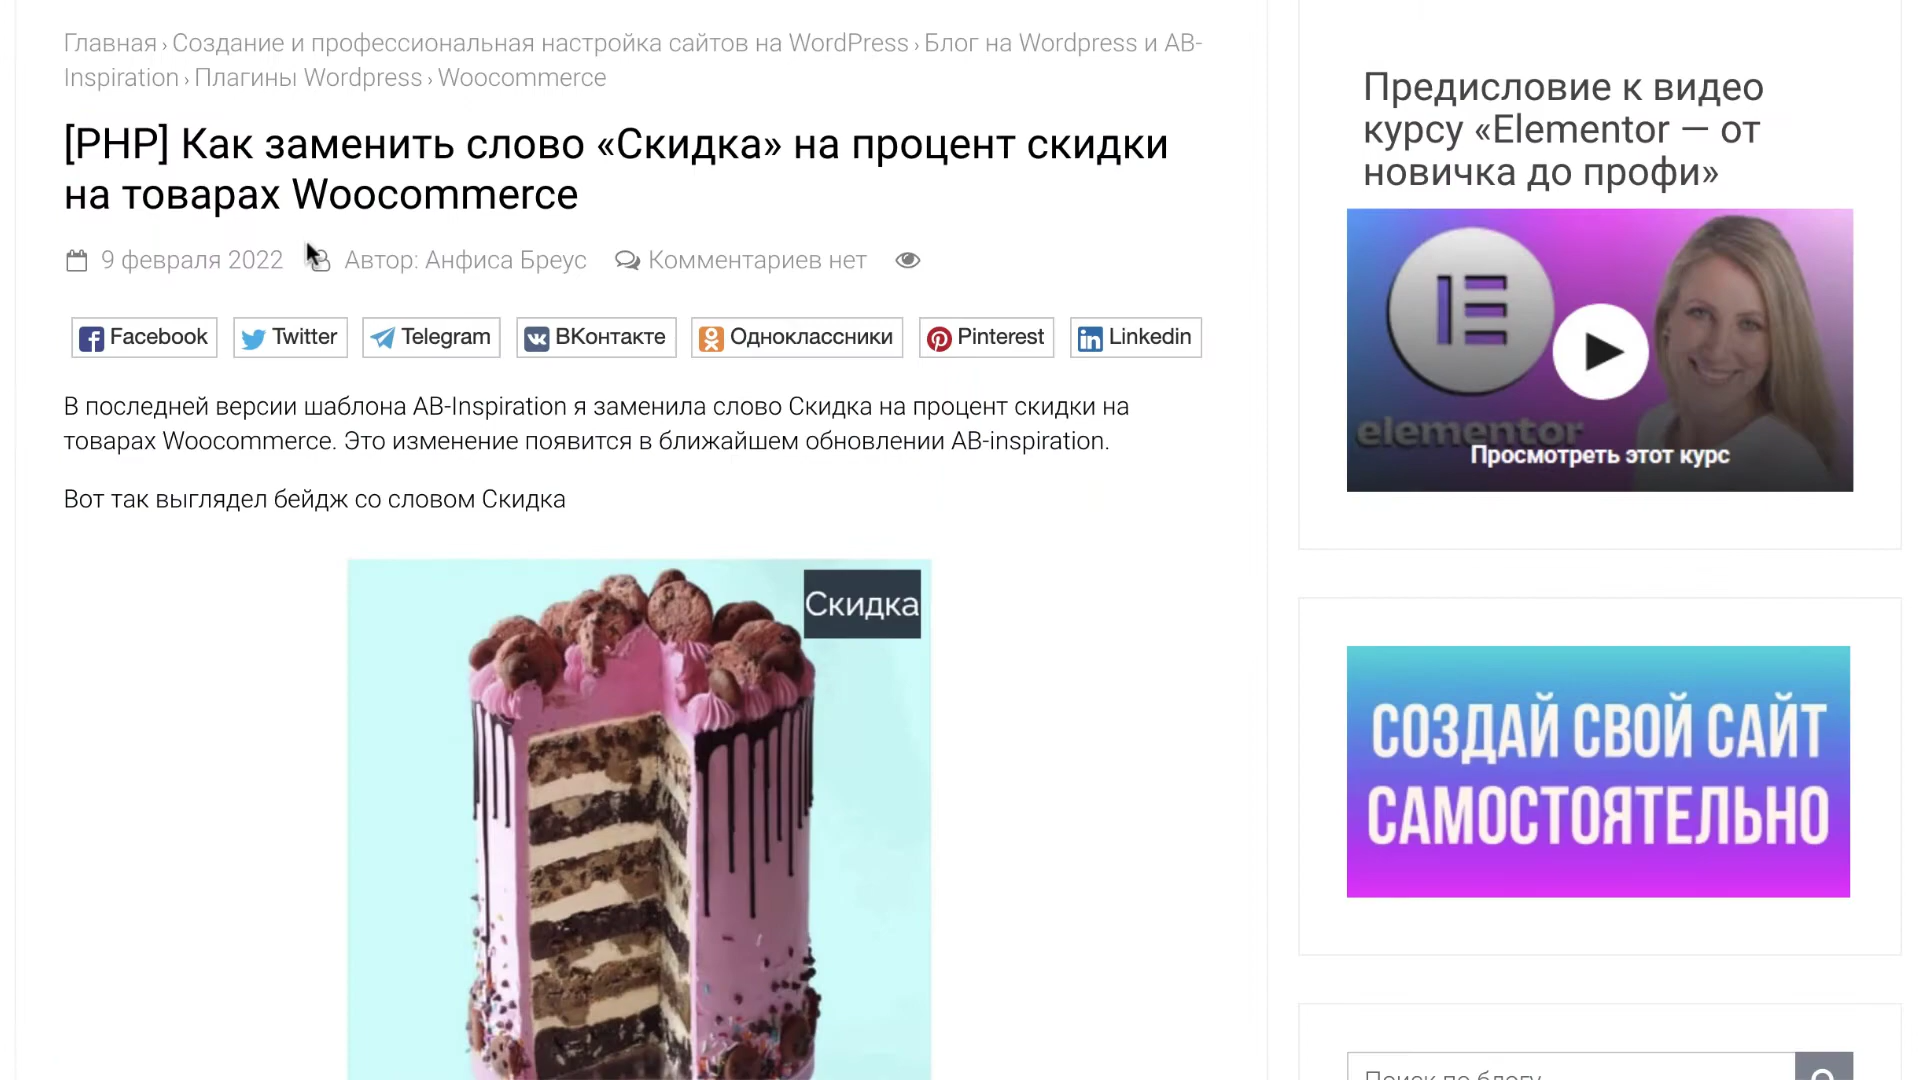 Главная › Создание и профессиональная настройка сайтов на WordPress › Блог на Wordpress и AB-
Inspiration › Плагины Wordpress › Woocommerce
[PHP] Как заменить слово «Скидка» на процент скидки
на товарах Woocommerce
9 февраля 2022 Автор: Анфиса Бреус Комментариев нет
Facebook Twitter Telegram ВКонтакте Одноклассники Pinterest Linkedin
В последней версии шаблона AB-Inspiration я заменила слово Скидка на процент скидки на
товарах Woocommerce. Это изменение появится в ближайшем обновлении AB-inspiration.
Вот так выглядел бейдж со словом Скидка
Скидка
Предисловие к видео
курсу «Elementor — от
новичка до профи»
elementor
Просмотреть этот курс
СОЗДАЙ СВОЙ САЙТ
САМОСТОЯТЕЛЬНО
Поиск по блогу